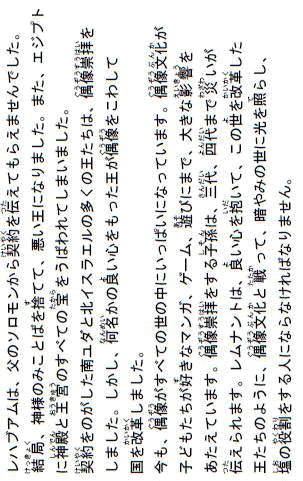 レハブアムは、父のソロモンから契約を伝えてもらえませんでした。
結局、神様のみことばを捨てて、悪い王になりました。また、エジプト
に神殿と王宮のすべての宝をうばわれてしまいました。
契約をのがした南ユダと北イスラエルの多くの王たちは、偶像崇拝を
しました。しかし、何名かの良い心をもった王が偶像をこわして
国を改革しました。
今も、偶像がすべての世の中にいっぱいになっています。偶像文化が
子どもたちが好きなマンガ、ゲーム、遊びにまで、大きな影響を
あたえています。偶像崇拝をする子孫は、三代、四代まで災いが
伝えられます。レムナントは、良い心を抱いて、この世を改革した
王たちのように、偶像文化と戦って、暗やみの世に光を照らし、
塩の役割をする人にならなければなりません。